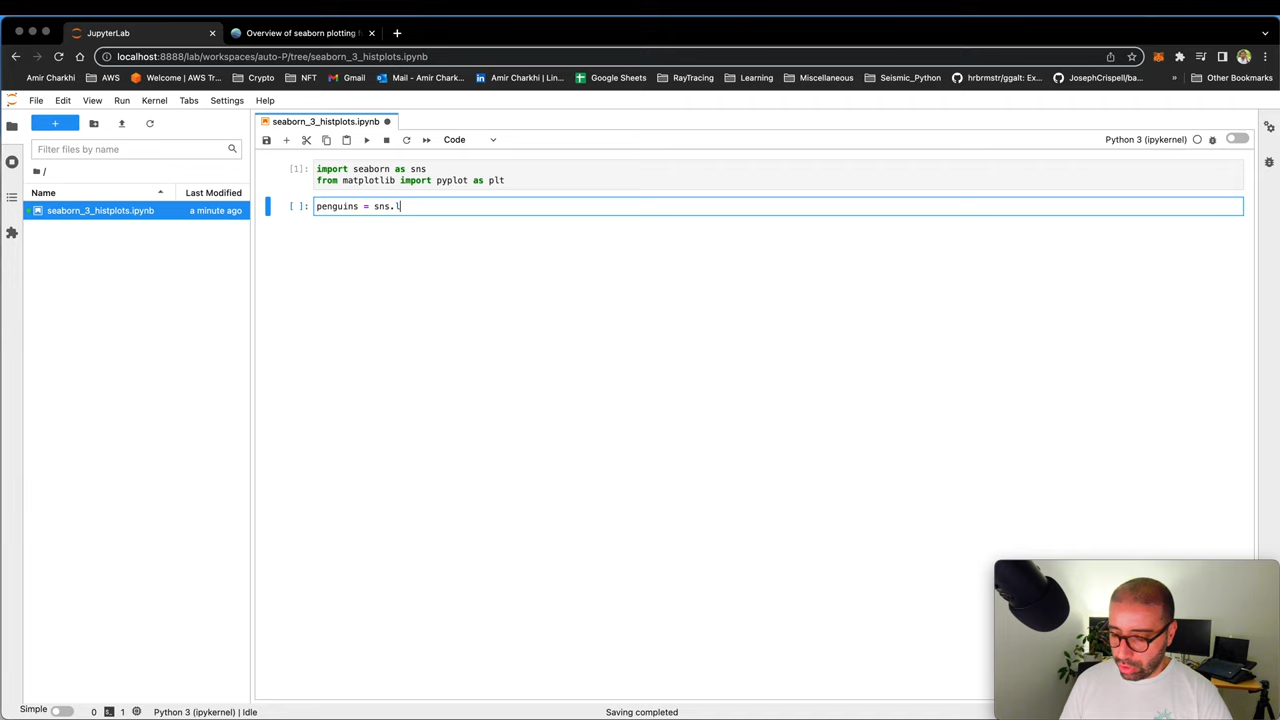 JupyterLab
Overview of seaborn plotting f
localhost:8888/lab/workspaces/auto-P/tree/seaborn_3_histplots.ipynb
Amir Charkhi
AWS
Welcome | AWS Tr...
Crypto
NFT
Gmail
Mail - Amir Charkhi...
Amir Charkhi | Lin...
Google Sheets
RayTracing
Learning
Miscellaneous
Seismic_Python
hrbrmstr/ggalt: Ex...
JosephCrispell/ba...
»
Other Bookmarks
File Edit View Run Kernel Tabs Settings Help
Filter files by name
/
Name Last Modified
seaborn_3_histplots.ipynb a minute ago
seaborn_3_histplots.ipynb
Code
Python 3 (ipykernel)
[1]: import seaborn as sns
from matplotlib import pyplot as plt
[ ]: penguins = sns.l
Simple 0 1 Python 3 (ipykernel) | Idle Saving completed